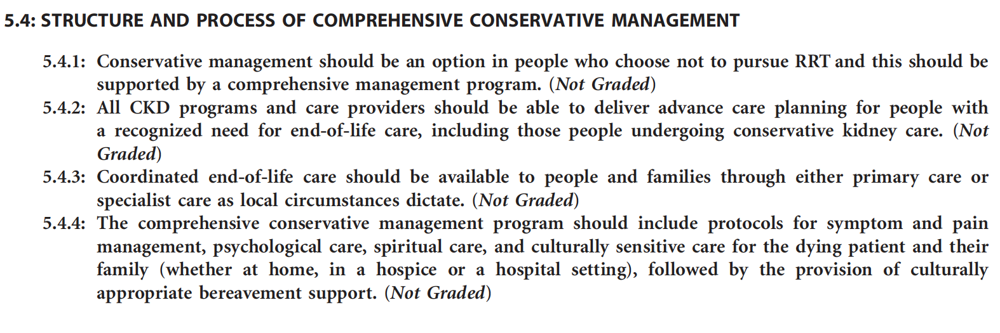 5.4: STRUCTURE AND PROCESS OF COMPREHENSIVE CONSERVATIVE MANAGEMENT
5.4.1: Conservative management should be an option in people who choose not to pursue RRT and this should be
supported by a comprehensive management program. (Not Graded)
5.4.2: All CKD programs and care providers should be able to deliver advance care planning for people with
a recognized need for end-of-life care, including those people undergoing conservative kidney care. (Not
Graded)
5.4.3: Coordinated end-of-life care should be available to people and families through either primary care or
specialist care as local circumstances dictate. (Not Graded)
5.4.4: The comprehensive conservative management program should include protocols for symptom and pain
management, psychological care, spiritual care, and culturally sensitive care for the dying patient and their
family (whether at home, in a hospice or a hospital setting), followed by the provision of culturally
appropriate bereavement support. (Not Graded)